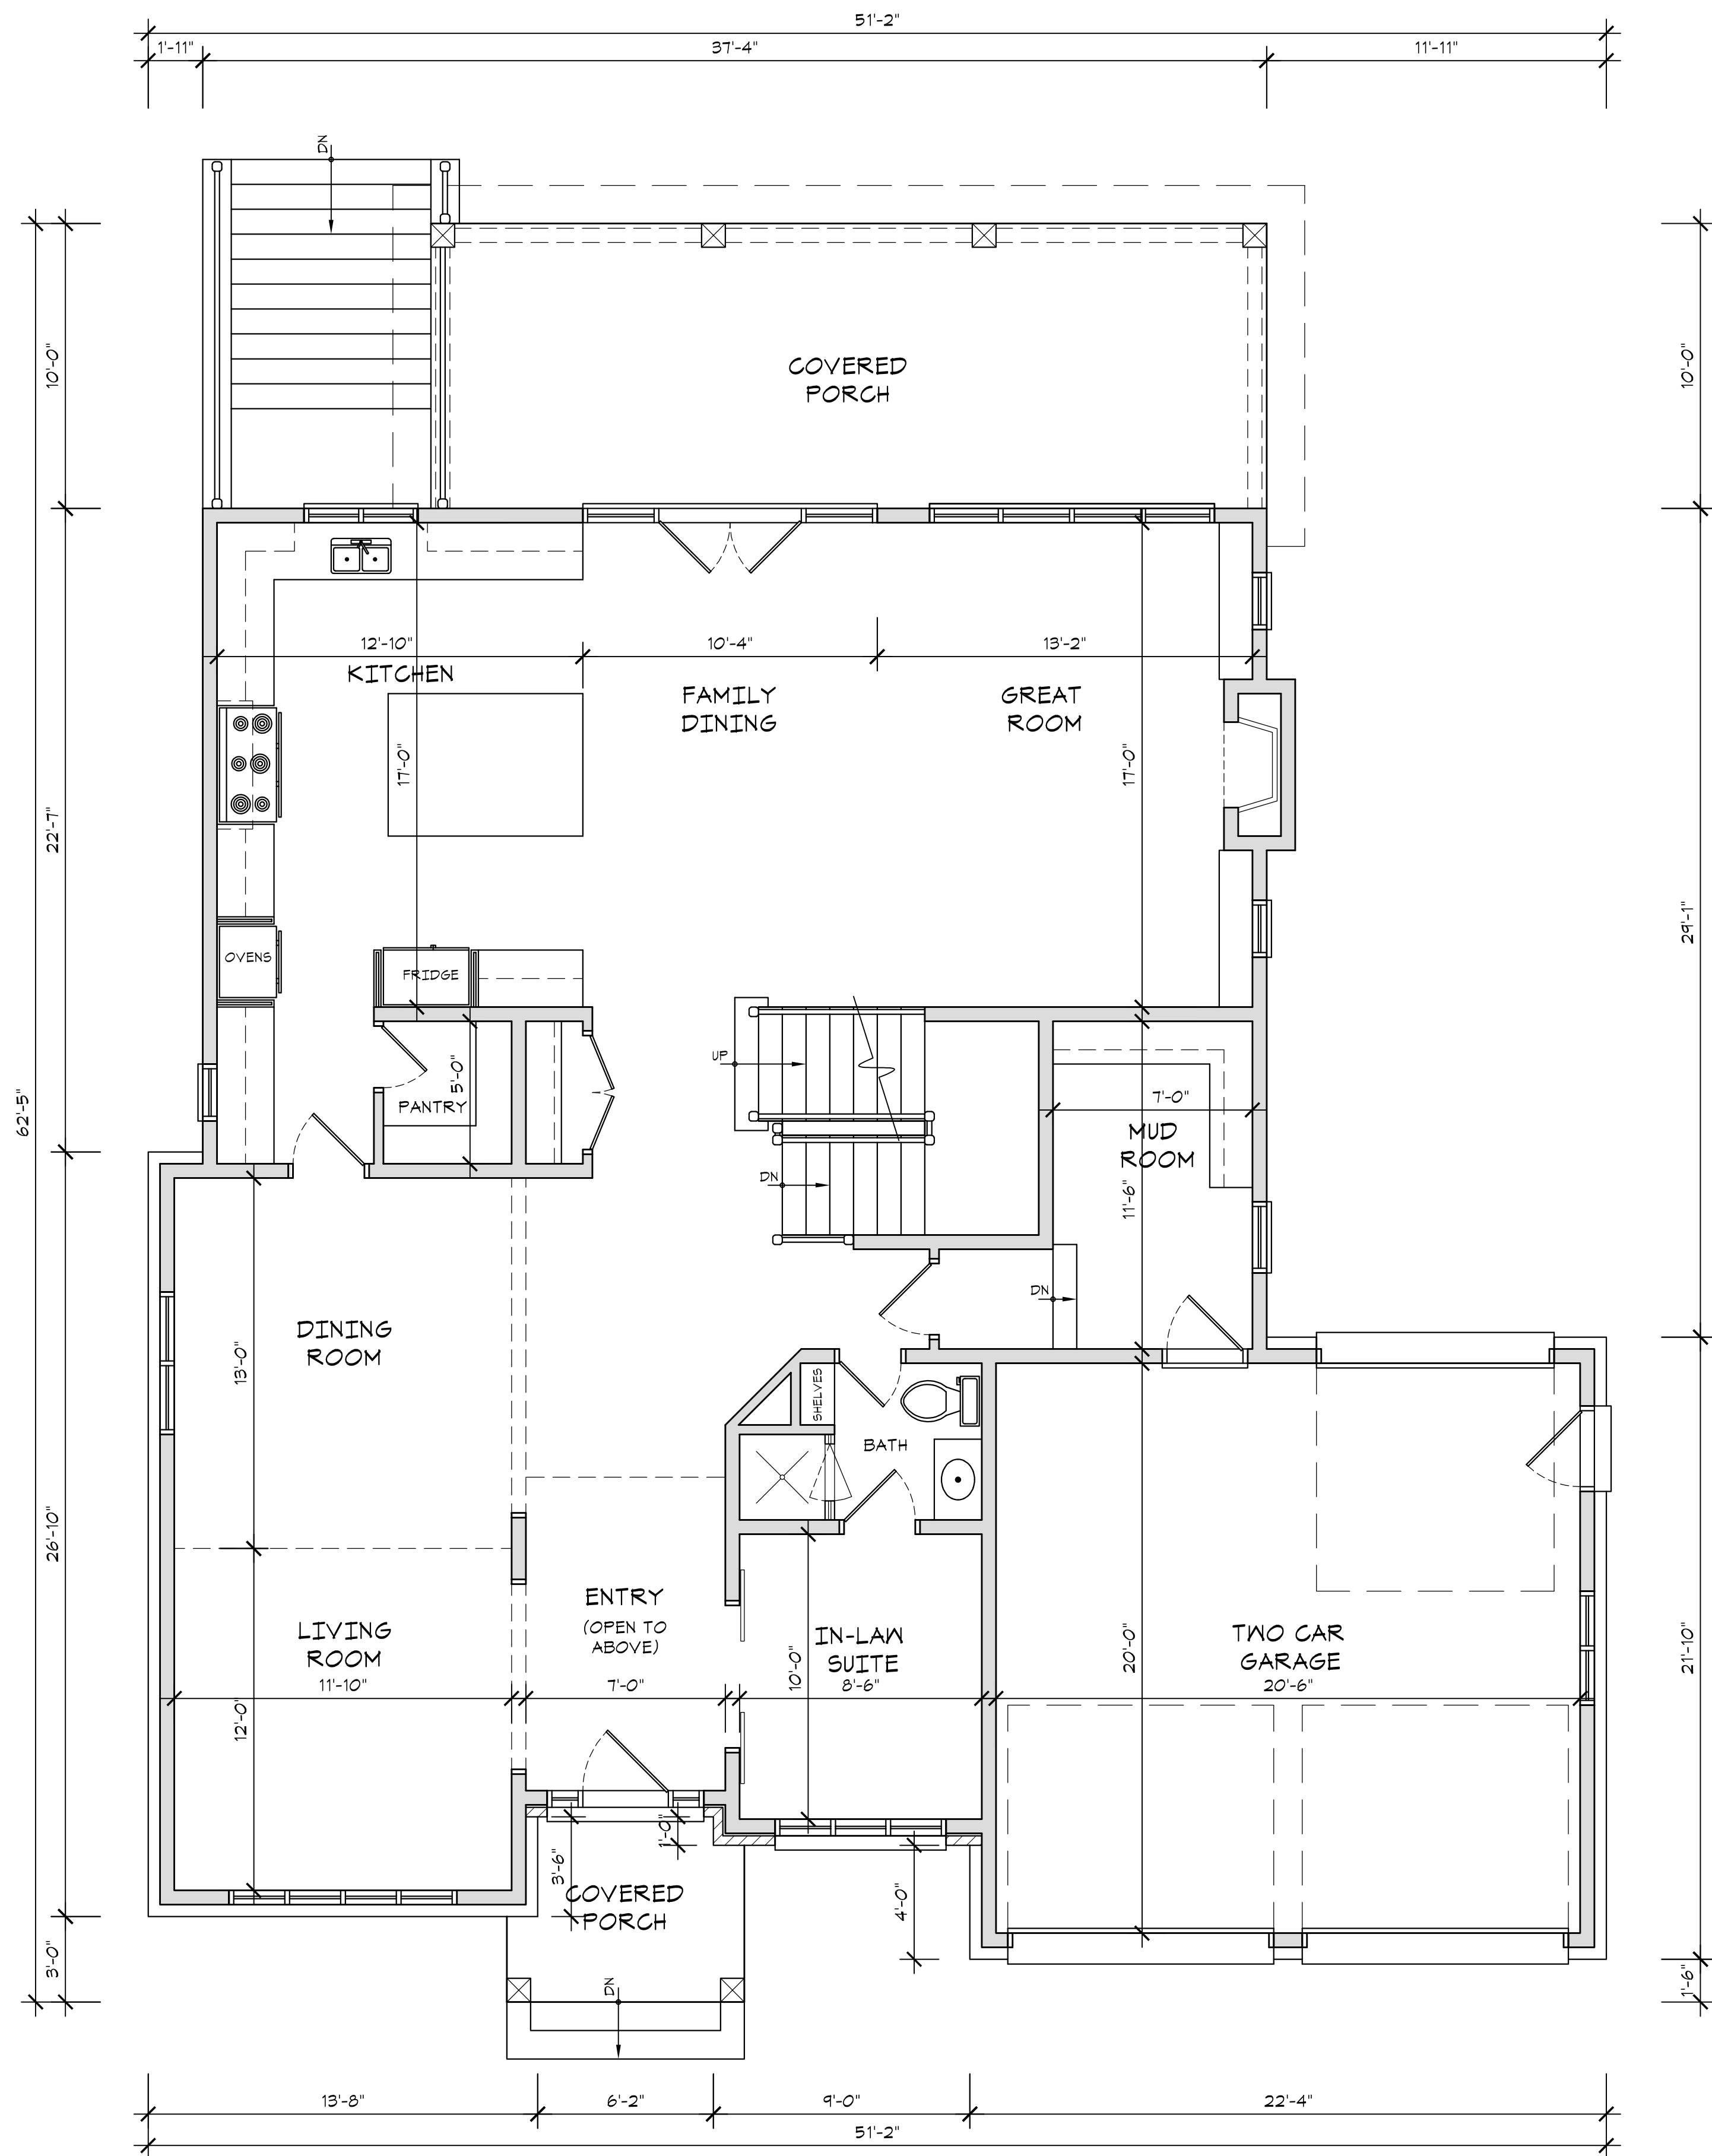 51'-2"
1'-11"
37'-4"
11'-11"
DN
10'-0"
COVERED
PORCH
10'-0"
12'-10"
10'-4"
13'-2"
KITCHEN
FAMILY
DINING
GREAT
ROOM
17'-0"
17'-0"
22'-7"
29'-1"
OVENS
FRIDGE
UP
5'-0"
PANTRY
7'-0"
MUD
ROOM
62'-5"
DN
11'-6"
DN
DINING
ROOM
13'-0"
SHELVES
BATH
26'-10"
ENTRY
(OPEN TO
ABOVE)
LIVING
ROOM
IN-LAW
SUITE
TWO CAR
GARAGE
20'-0"
10'-0"
21'-10"
11'-10"
7'-0"
8'-6"
20'-6"
12'-0"
1'-0"
3'-6"
COVERED
PORCH
4'-0"
3'-0"
DN
1'-6"
13'-8"
6'-2"
9'-0"
22'-4"
51'-2"